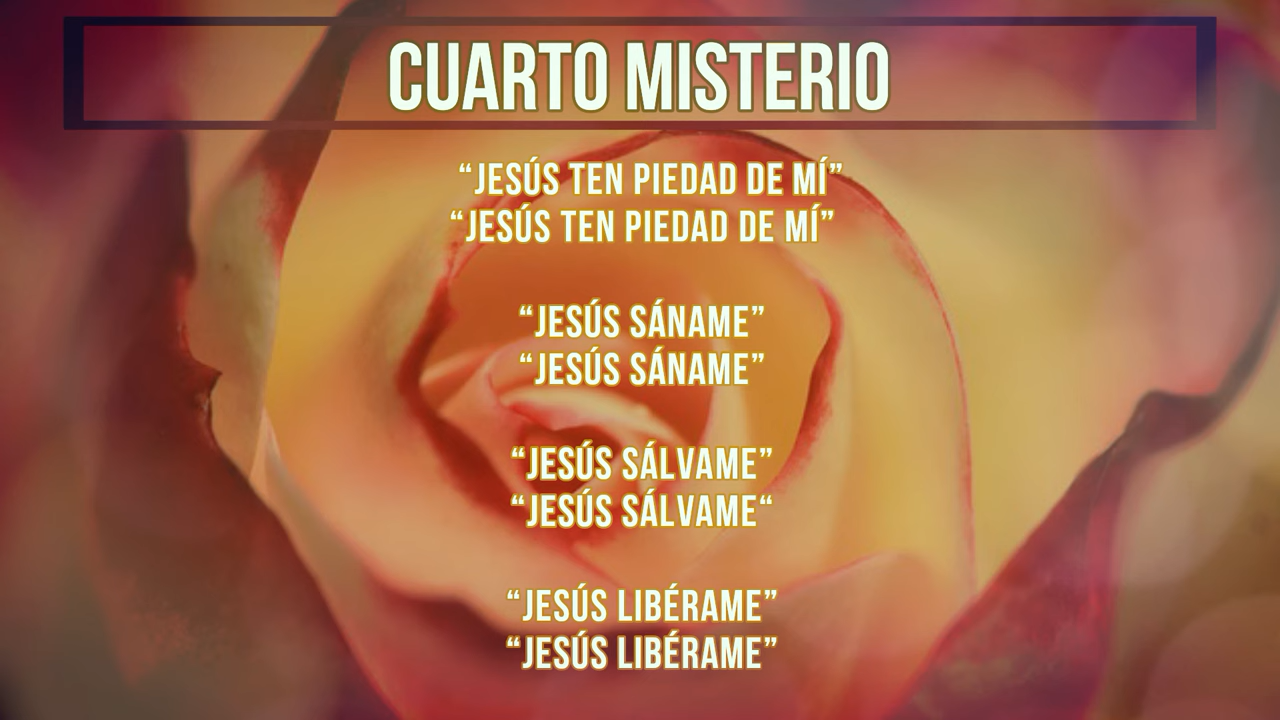 CUARTO MISTERIO
“JESÚS TEN PIEDAD DE MÍ”
“JESÚS TEN PIEDAD DE MÍ”
“JESÚS SÁNAME”
“JESÚS SÁNAME”
“JESÚS SÁLVAME”
“JESÚS SÁLVAME“
“JESÚS LIBÉRAME”
“JESÚS LIBÉRAME”